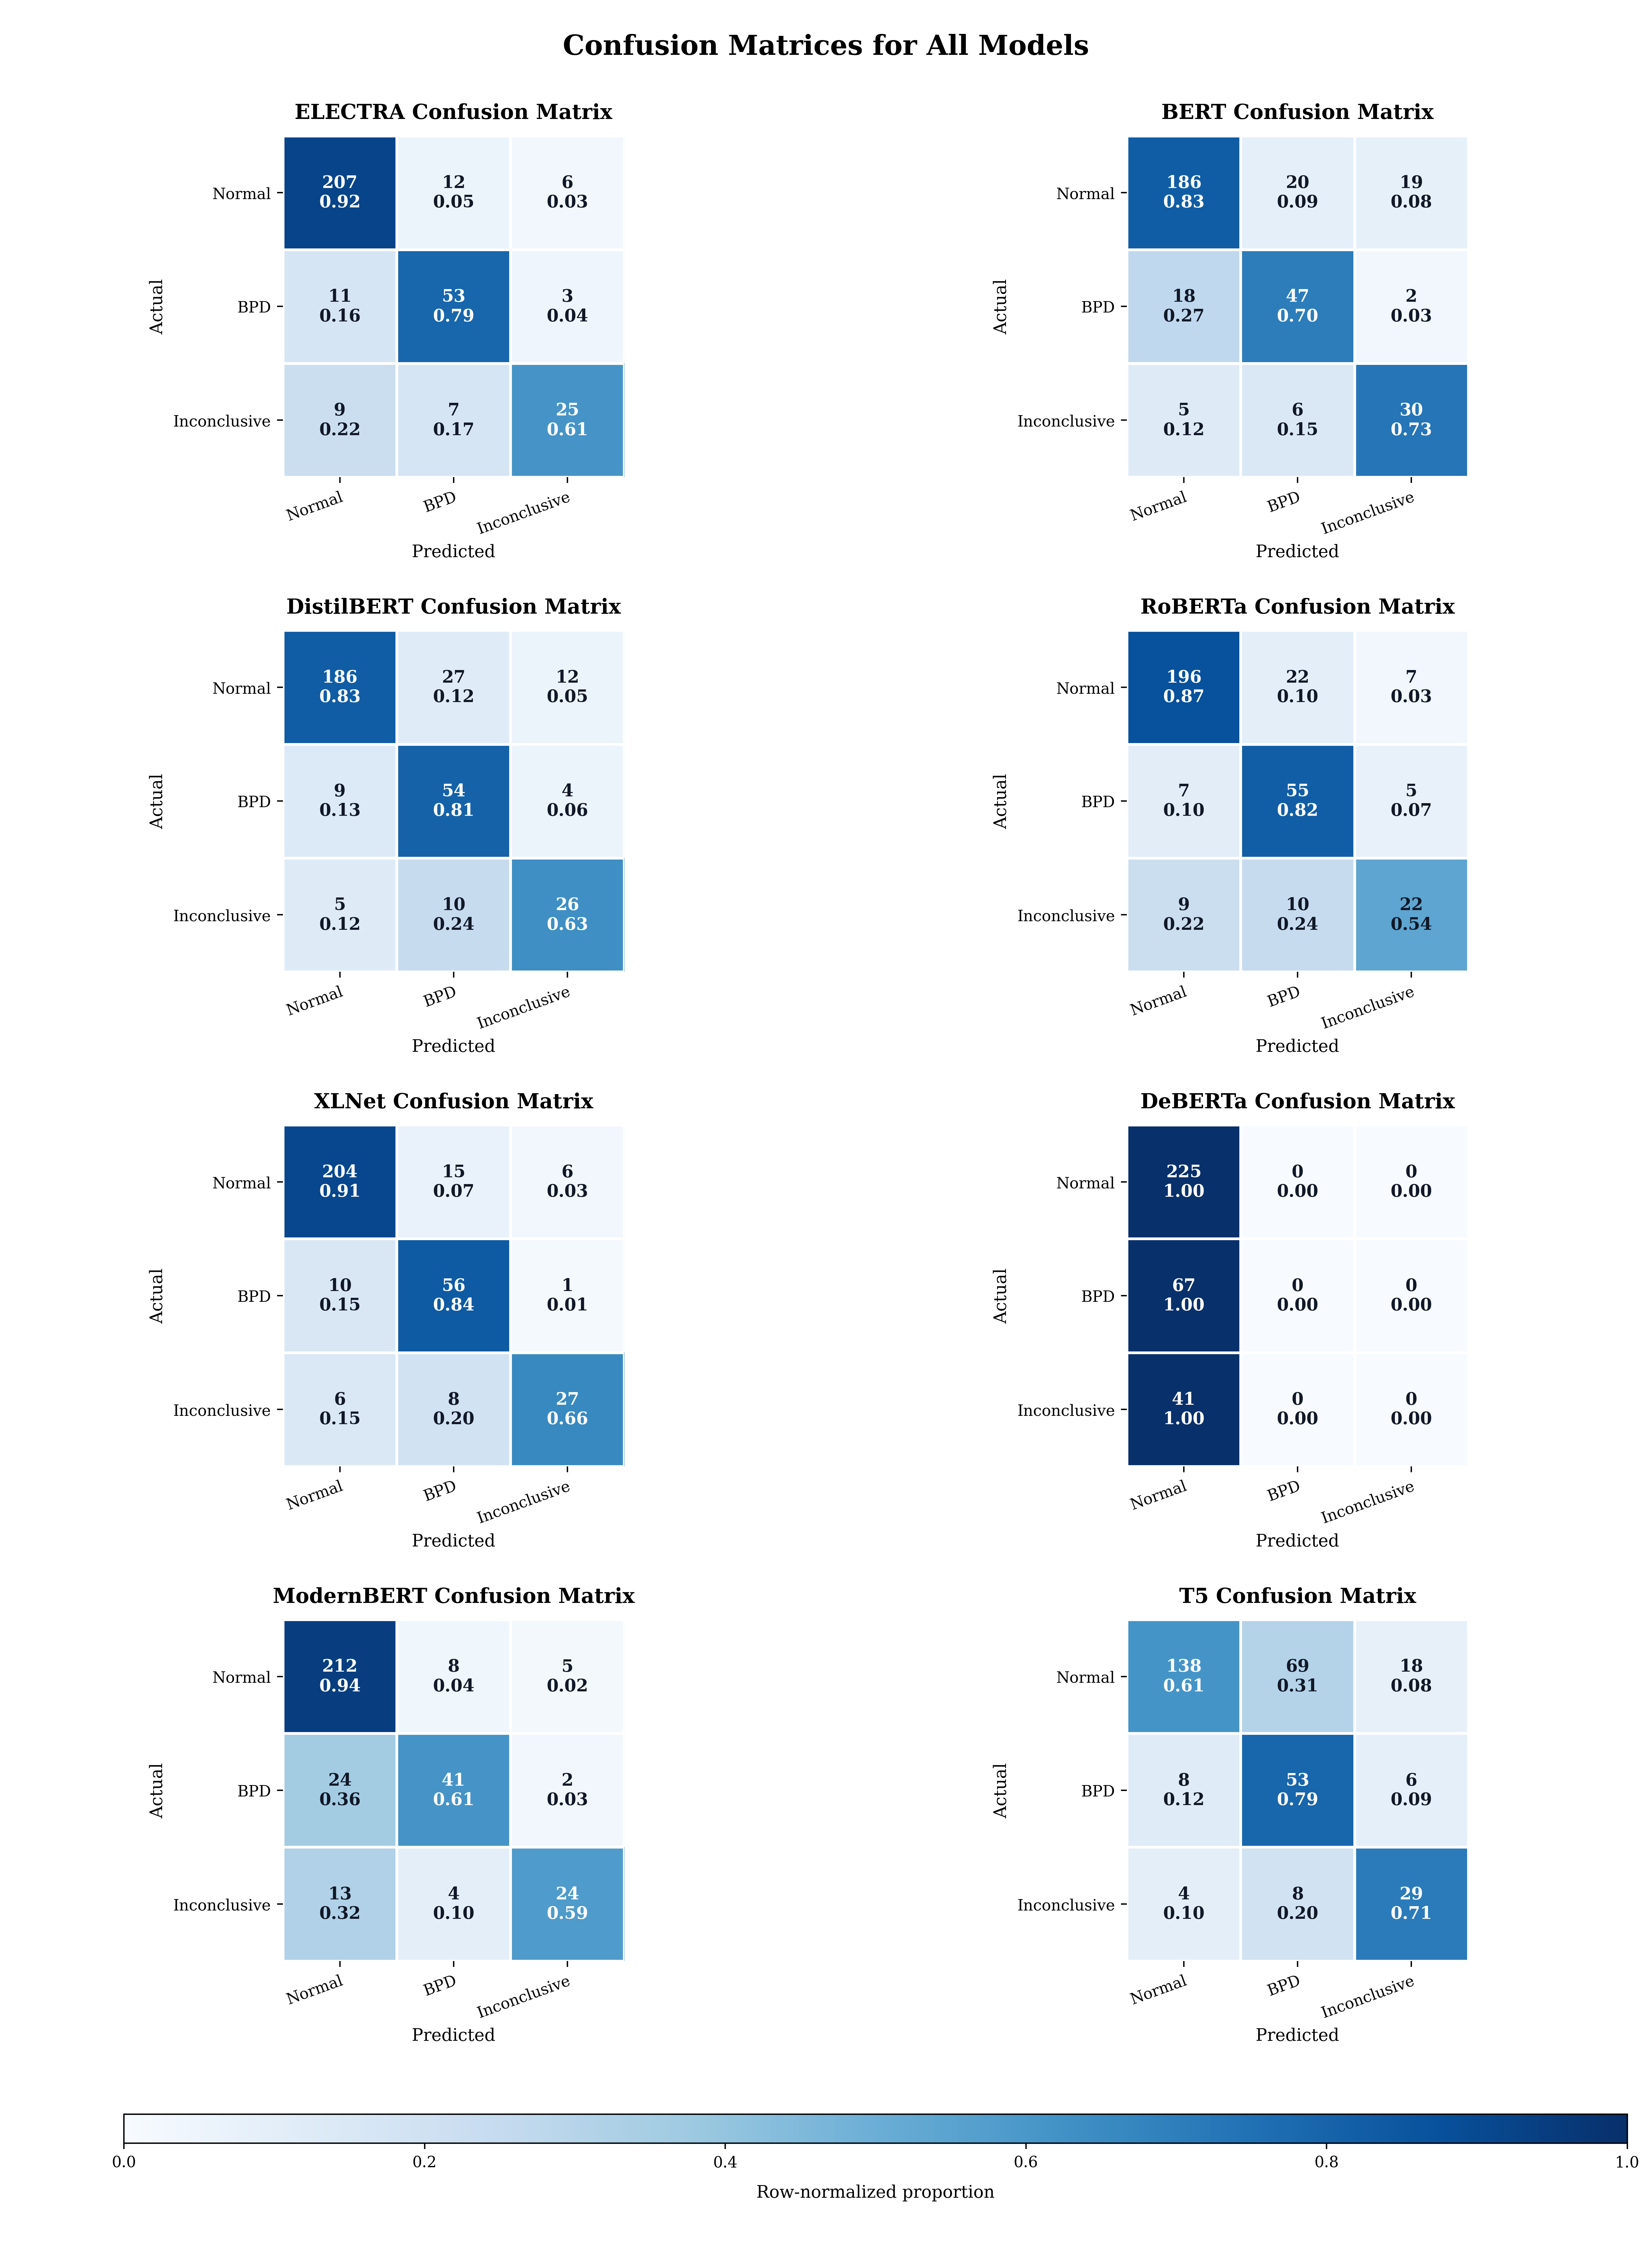 Confusion Matrices for All Models
ELECTRA Confusion Matrix
Actual
Normal
207 12 6
0.92 0.05 0.03
BPD
11 53 3
0.16 0.79 0.04
Inconclusive
9 7 25
0.22 0.17 0.61
Normal BPD Inconclusive
Predicted
BERT Confusion Matrix
Actual
Normal
186 20 19
0.83 0.09 0.08
BPD
18 47 2
0.27 0.70 0.03
Inconclusive
5 6 30
0.12 0.15 0.73
Normal BPD Inconclusive
Predicted
DistilBERT Confusion Matrix
Actual
Normal
186 27 12
0.83 0.12 0.05
BPD
9 54 4
0.13 0.81 0.06
Inconclusive
5 10 26
0.12 0.24 0.63
Normal BPD Inconclusive
Predicted
RoBERTa Confusion Matrix
Actual
Normal
196 22 7
0.87 0.10 0.03
BPD
7 55 5
0.10 0.82 0.07
Inconclusive
9 10 22
0.22 0.24 0.54
Normal BPD Inconclusive
Predicted
XLNet Confusion Matrix
Actual
Normal
204 15 6
0.91 0.07 0.03
BPD
10 56 1
0.15 0.84 0.01
Inconclusive
6 8 27
0.15 0.20 0.66
Normal BPD Inconclusive
Predicted
DeBERTa Confusion Matrix
Actual
Normal
225 0 0
1.00 0.00 0.00
BPD
67 0 0
1.00 0.00 0.00
Inconclusive
41 0 0
1.00 0.00 0.00
Normal BPD Inconclusive
Predicted
ModernBERT Confusion Matrix
Actual
Normal
212 8 5
0.94 0.04 0.02
BPD
24 41 2
0.36 0.61 0.03
Inconclusive
13 4 24
0.32 0.10 0.59
Normal BPD Inconclusive
Predicted
T5 Confusion Matrix
Actual
Normal
138 69 18
0.61 0.31 0.08
BPD
8 53 6
0.12 0.79 0.09
Inconclusive
4 8 29
0.10 0.20 0.71
Normal BPD Inconclusive
Predicted
0.0 0.2 0.4 0.6 0.8 1.0
Row-normalized proportion